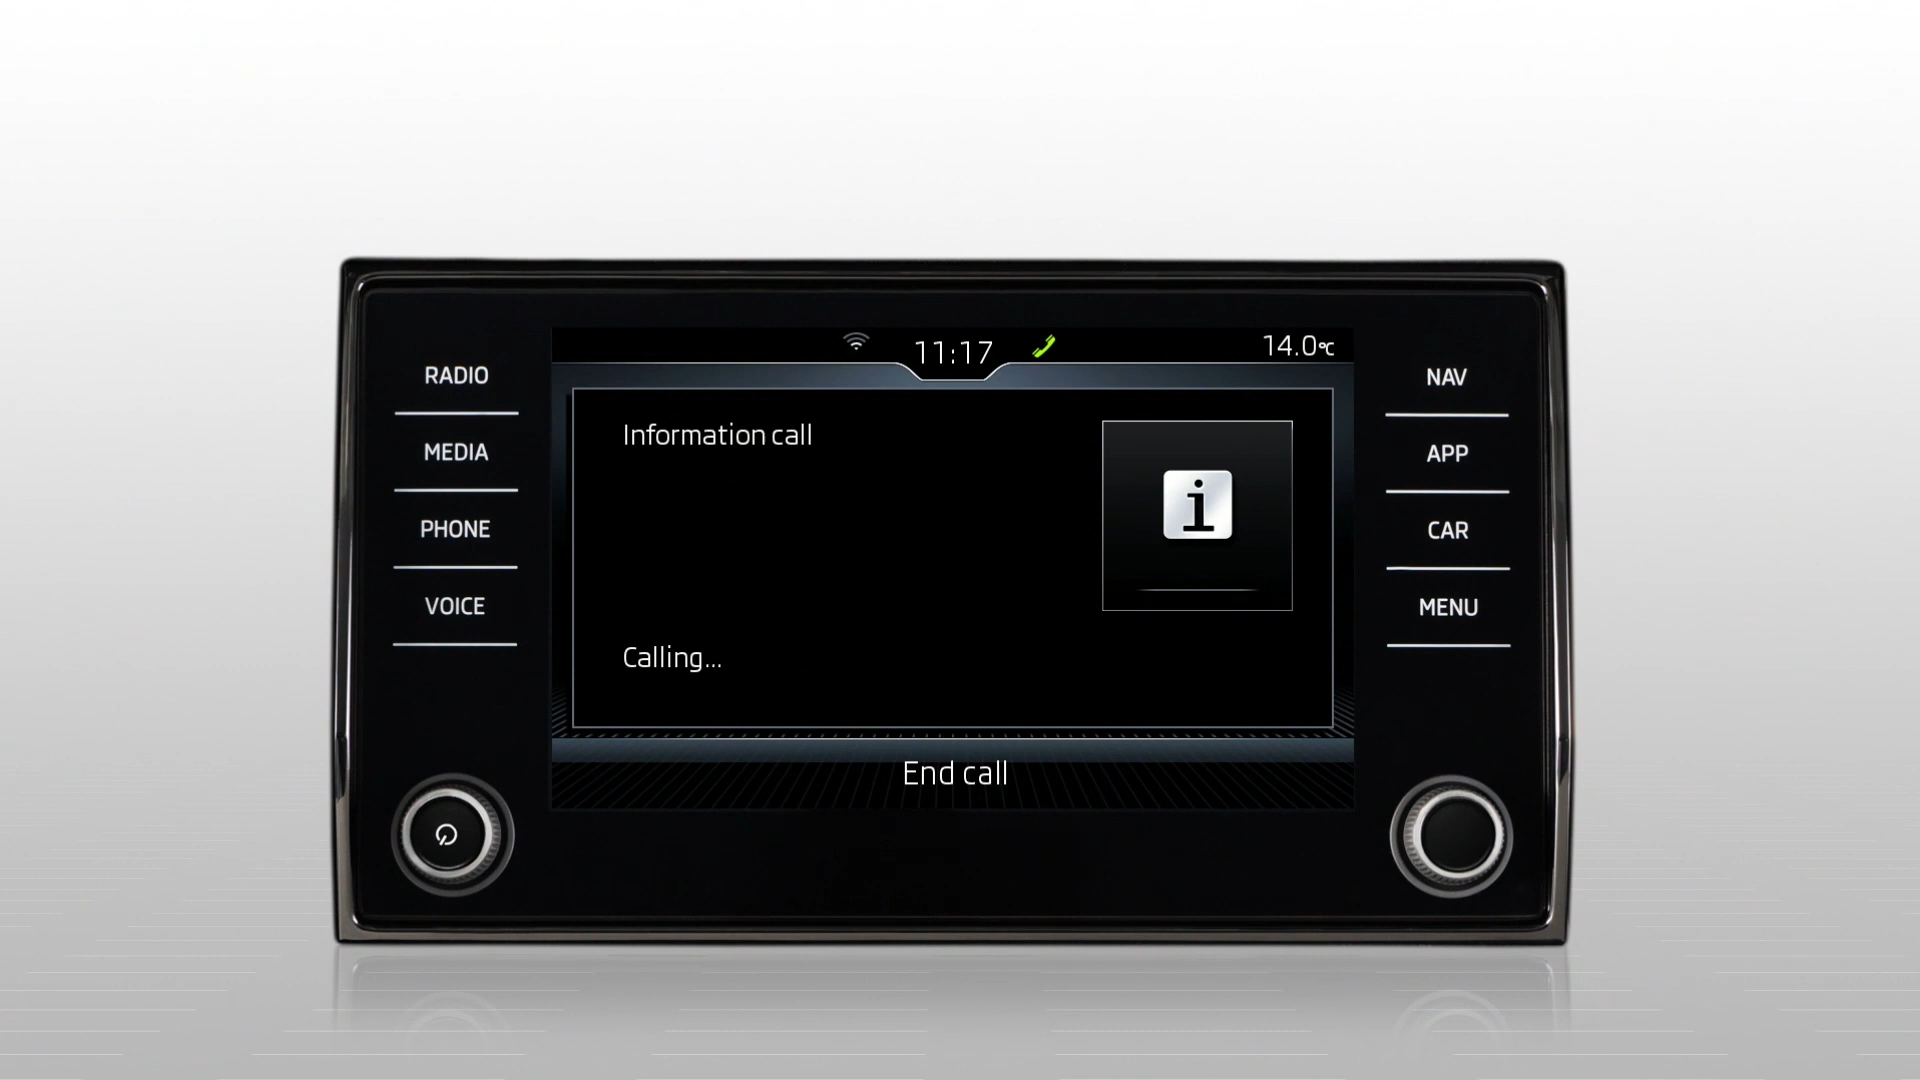 11:17
14.0°C
RADIO
MEDIA
PHONE
VOICE
Information call
i
Calling...
End call
NAV
APP
CAR
MENU